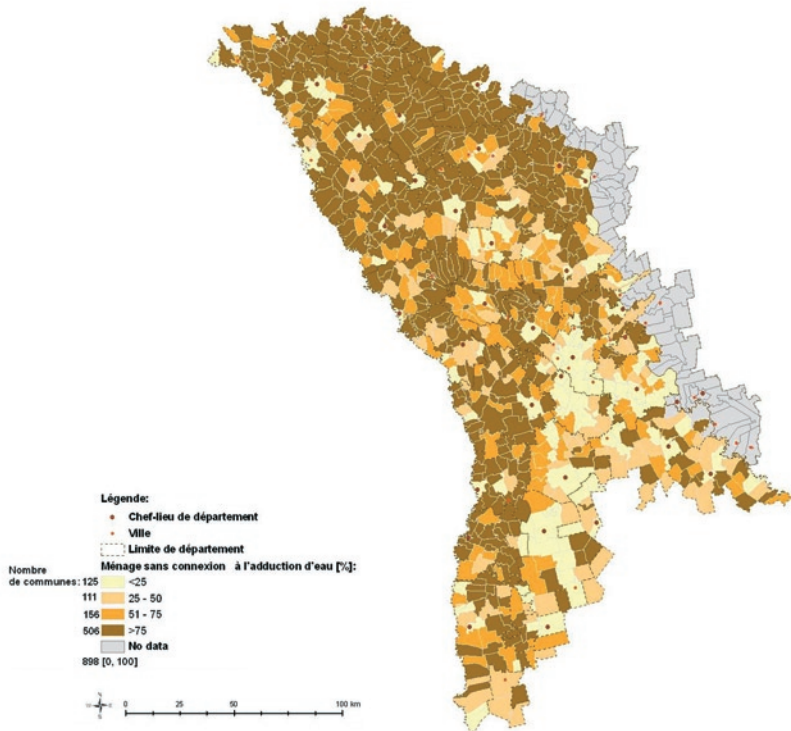 Légende:
Chef-lieu de département
Ville
Limite de département
Nombre
de communes:
Ménage sans connexion à l'adduction d'eau [%]:
125 <25
111 25 - 50
156 51 - 75
506 >75
No data
898 [0, 100]
N
W E
S
0 25 50 100 km